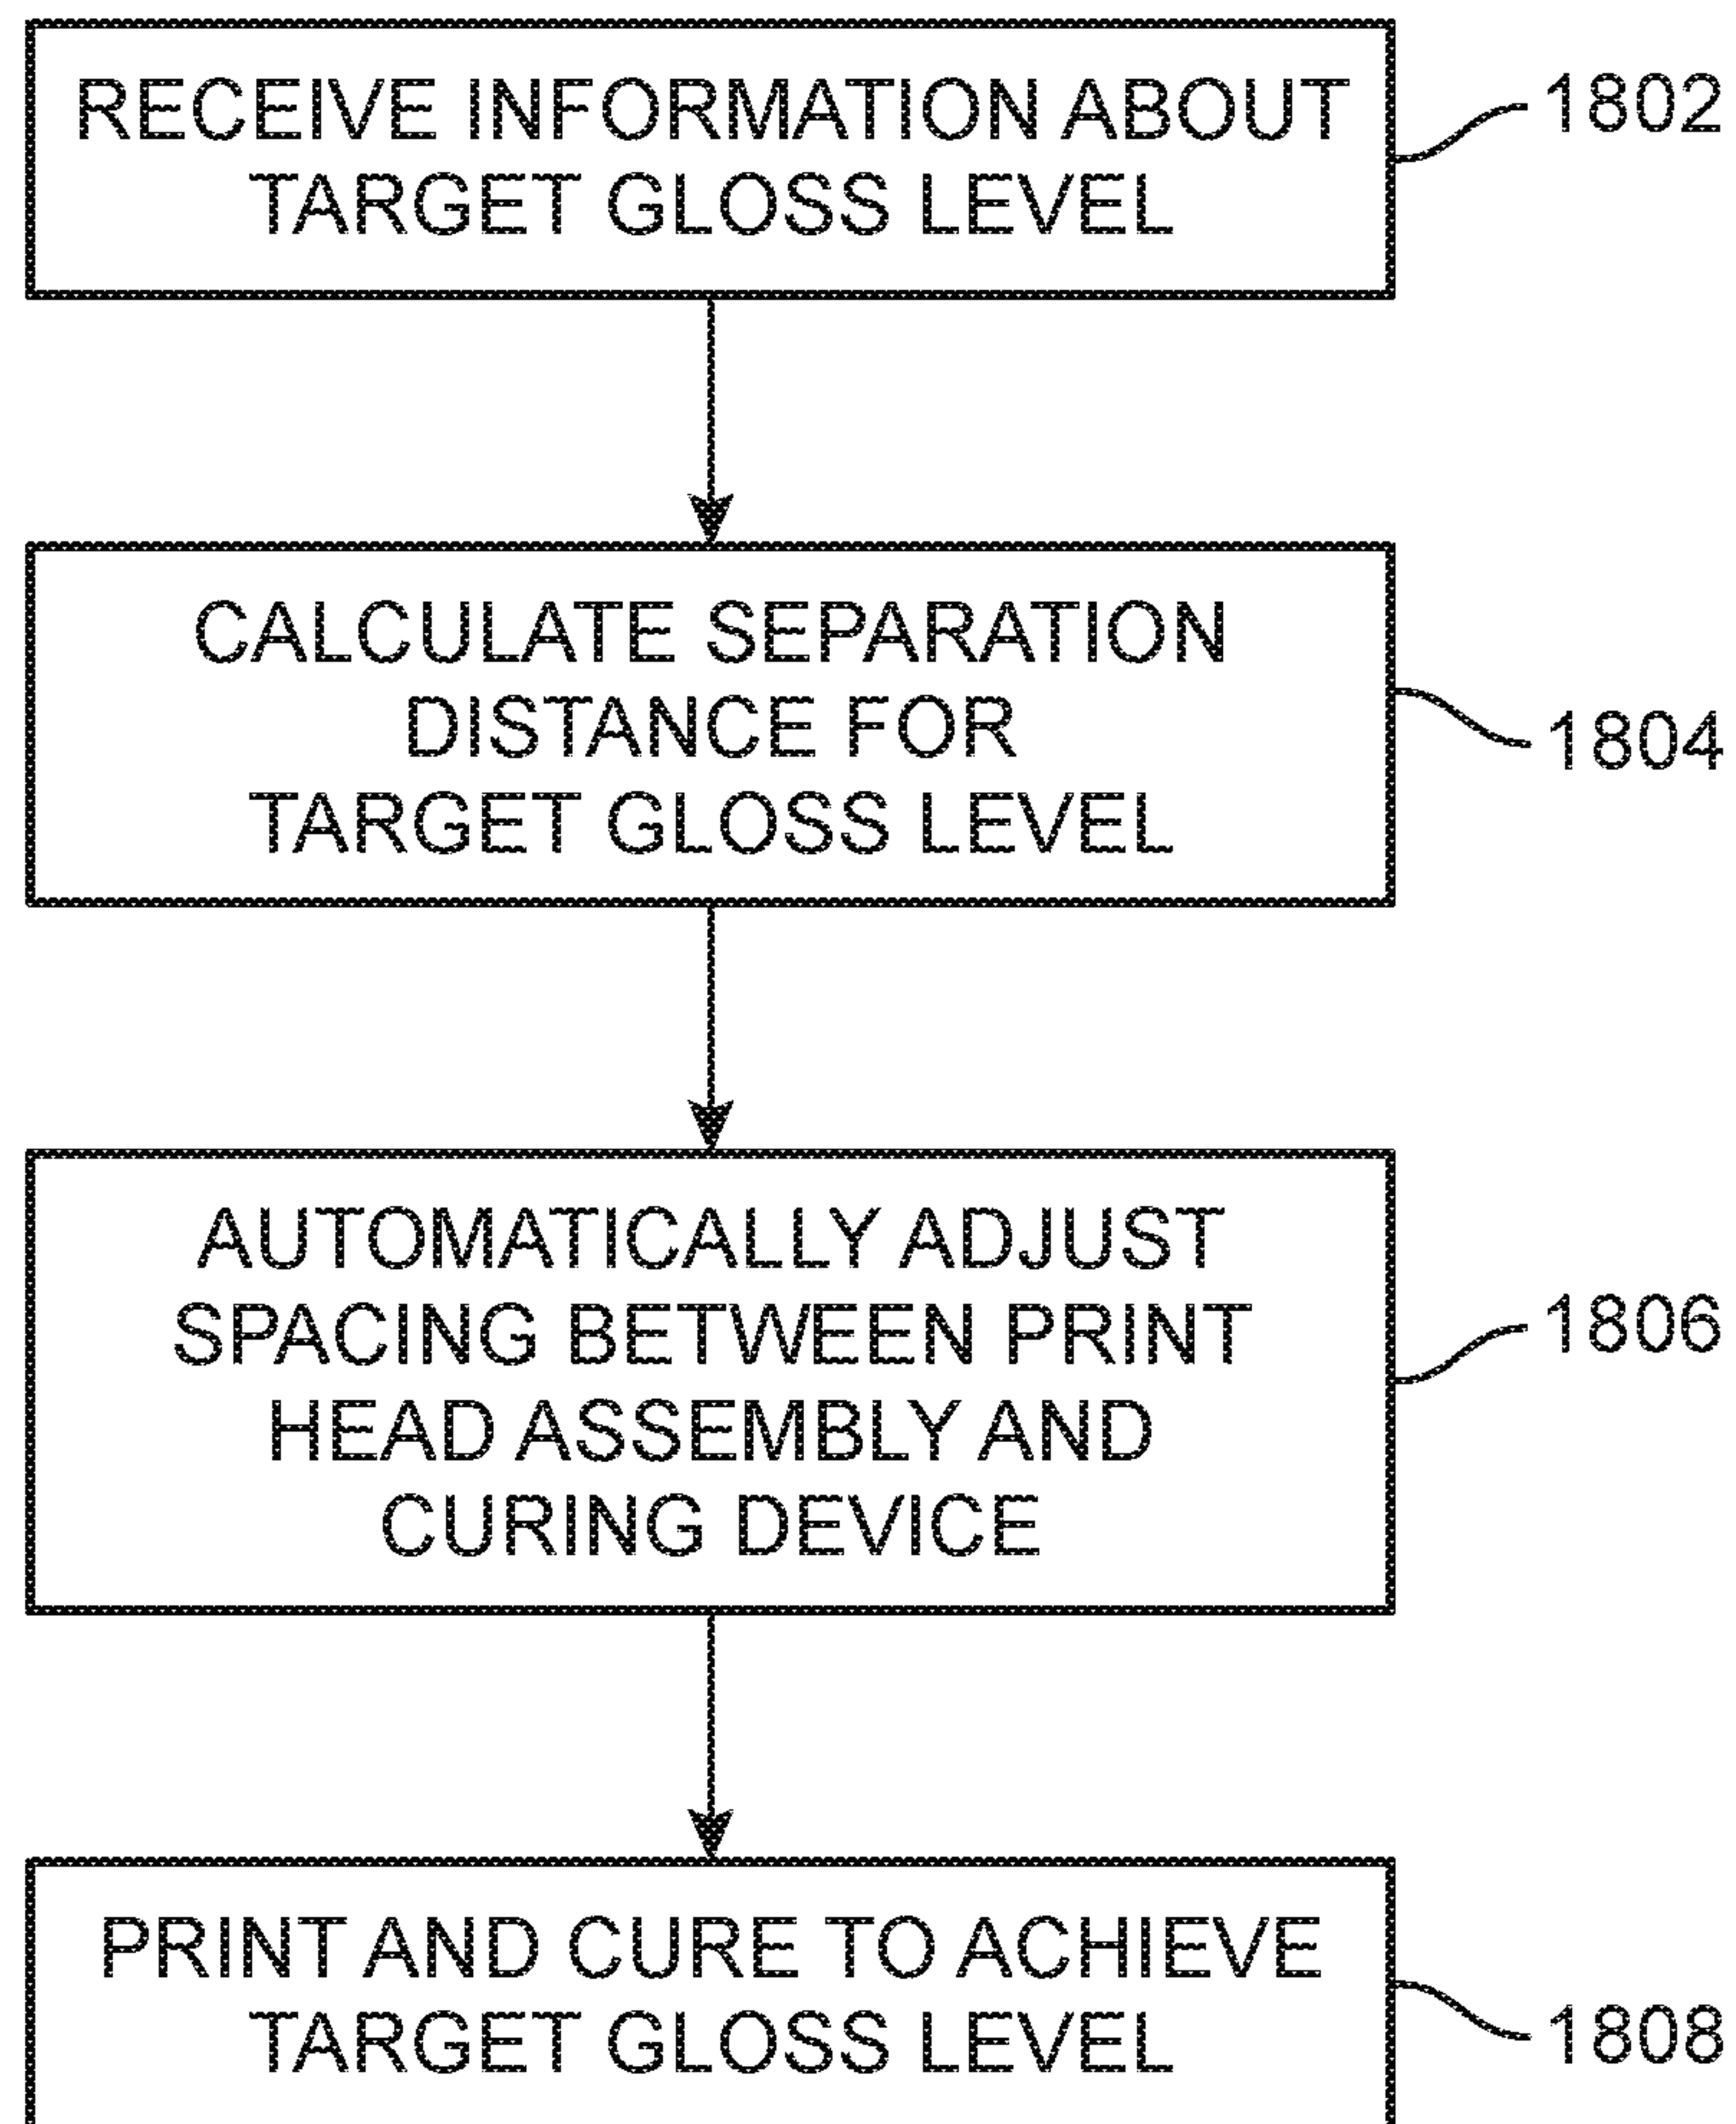 RECEIVE INFORMATION ABOUT
TARGET GLOSS LEVEL
1802
CALCULATE SEPARATION
DISTANCE FOR
TARGET GLOSS LEVEL
1804
AUTOMATICALLY ADJUST
SPACING BETWEEN PRINT
HEAD ASSEMBLY AND
CURING DEVICE
1806
PRINT AND CURE TO ACHIEVE
TARGET GLOSS LEVEL
1808